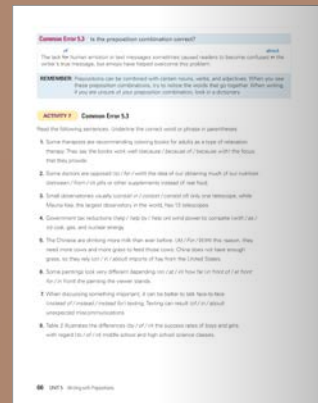 Common Error 5.3 Is the preposition combination correct?
of about
The lack for human emotion in text messages sometimes caused readers to become confused in the
writer's true message, but emojis have helped overcome this problem.
REMEMBER Prepositions can be combined with certain nouns, verbs, and adjectives. When you see
these preposition combinations, try to notice the words that go together. When writing,
if you are unsure of your preposition combination, look in a dictionary.
ACTIVITY 7 Common Error 5.3
Read the following sentences. Underline the correct word or phrase in parentheses.
1. Some therapists are recommending coloring books for adults as a type of relaxation
therapy. They say the books work well (because / because of / because with) the focus
that they provide.
2. Some doctors are opposed (to / for / with) the idea of our obtaining much of our nutrition
(between / from / of) pills or other supplements instead of real food.
3. Small observatories usually (consist in / consist / consist of) only one telescope, while
Mauna Kea, the largest observatory in the world, has 13 telescopes.
4. Government tax reductions (help / help to / help in) wind power to compete (with / as /
in) coal, gas, and nuclear energy.
5. The Chinese are drinking more milk than ever before. (At / For / With) this reason, they
need more cows and more grass to feed those cows. China does not have enough
grass, so they rely (on / in / about) imports of hay from the United States.
6. Some paintings look very different depending (on / at / in) how far (in front of / at front
for / in front) the painting the viewer stands.
7. When discussing something important, it can be better to talk face-to-face
(instead of / instead / instead for) texting. Texting can result (of / in / about)
unexpected miscommunications.
8. Table 2 illustrates the differences (by / of / in) the success rates of boys and girls
with regard (to / of / in) middle school and high school science classes.
66 UNIT 5 Working with Prepositions